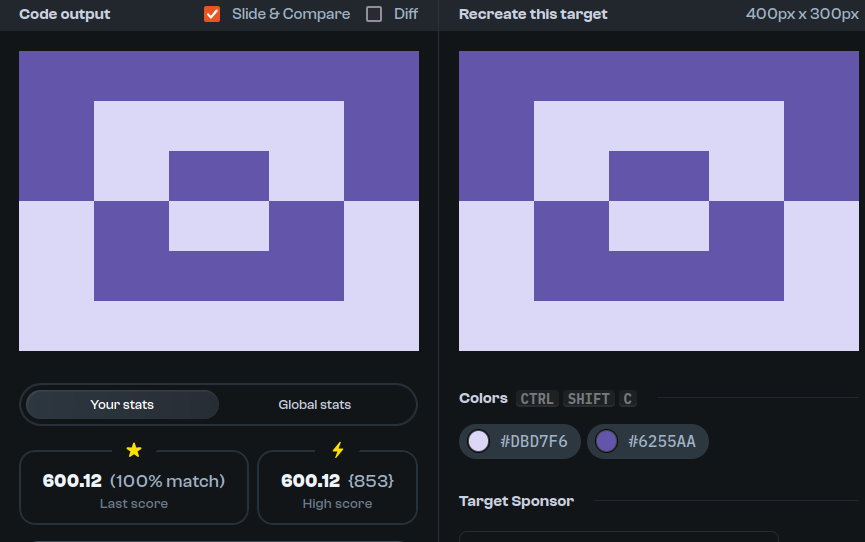 Code output
Slide & Compare
Diff
Recreate this target
400px x 300px
Your stats
Global stats
600.12 (100% match)
Last score
600.12 {853}
High score
Colors CTRL SHIFT C
#DBD7F6
#6255AA
Target Sponsor